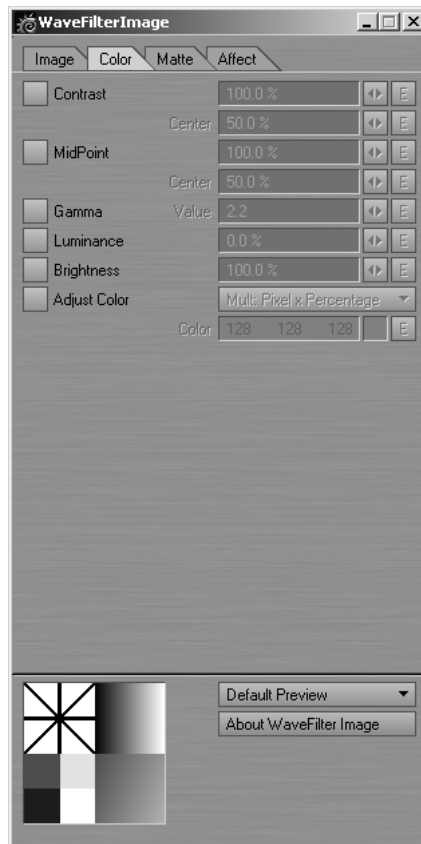 WaveFilterImage
Image Color Matte Affect
Contrast 100.0 % E
Center 50.0 % E
MidPoint 100.0 % E
Center 50.0 % E
Gamma Value 2.2 E
Luminance 0.0 % E
Brightness 100.0 % E
Adjust Color Mult: Pixel x Percentage
Color 128 128 128 E
Default Preview
About WaveFilter Image